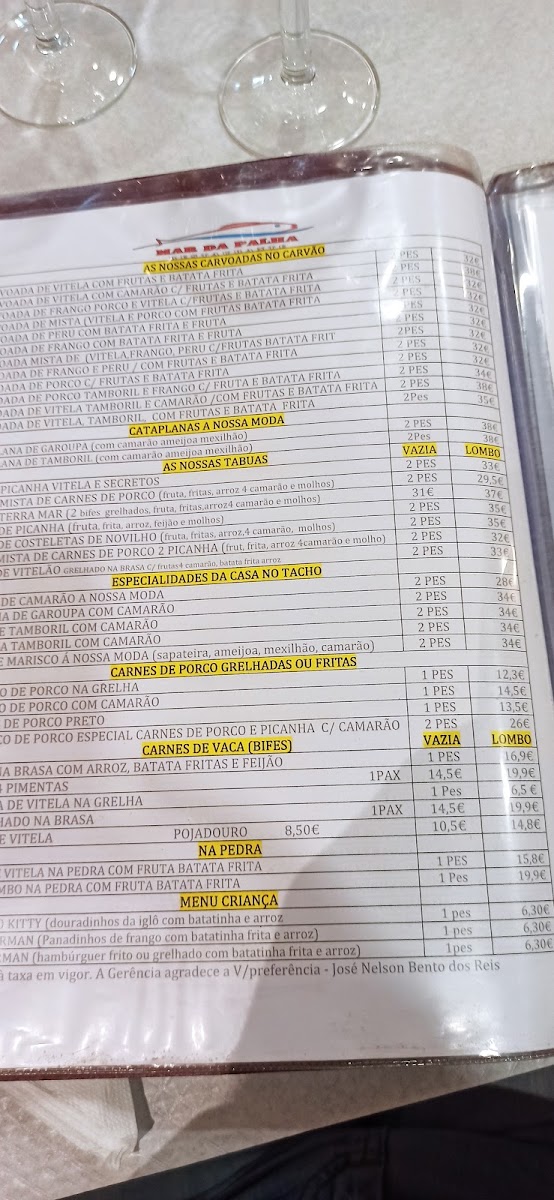 MAR DA PALHA
AS NOSSAS CARVOADAS NO CARVÃO
VOADA DE VITELA COM FRUTAS E BATATA FRITA 2 PES 32€
VOADA DE VITELA COM CAMARÃO C/ FRUTAS E BATATA FRITA PES 38€
OADA DE FRANGO PORCO E VITELA C/FRUTAS E BATATA FRITA 2 PES 32€
OADA DE MISTA (VITELA E PORCO COM FRUTAS BATATA FRITA 2 PES 32€
OADA DE PERU COM BATATA FRITA E FRUTA 2 PES 32€
OADA DE FRANGO COM BATATA FRITA E FRUTA 2 PES 32€
OADA MISTA DE (VITELA,FRANGO, PERU C/FRUTAS BATATA FRIT 2PES 32€
OADA DE FRANGO E PERU / COM FRUTAS E BATATA FRITA 2 PES 32€
OADA DE PORCO C/ FRUTAS E BATATA FRITA 2 PES 32€
OADA DE PORCO TAMBORIL E FRANGO C/ FRUTA E BATATA FRITA 2 PES 34€
DADA DE VITELA TAMBORIL E CAMARÃO /COM FRUTAS E BATATA FRITA 2 PES 38€
DADA DE VITELA, TAMBORIL, COM FRUTAS E BATATA FRITA 2Pes 35€
CATAPLANAS A NOSSA MODA
LANA DE GAROUPA (com camarão ameijoa mexilhão) 2 PES 38€
LANA DE TAMBORIL (com camarão ameijoa mexilhão) 2Pes 38€
AS NOSSAS TABUAS VAZIA LOMBO
PICANHA VITELA E SECRETOS 2 PES 33€
MISTA DE CARNES DE PORCO (fruta, fritas, arroz 4 camarão e molhos) 2 PES 29,5€
TERRA MAR (2 bifes grelhados, fruta, fritas,arroz4 camarão e molhos) 31€ 37€
DE PICANHA (fruta, frita, arroz, feijão e molhos) 2 PES 35€
DE COSTELETAS DE NOVILHO (fruta, fritas, arroz,4 camarão, molhos) 2 PES 35€
MISTA DE CARNES DE PORCO 2 PICANHA (frut, frita, arroz 4camarão e molho) 2 PES 32€
DE VITELÃO GRELHADO NA BRASA C/ frutas4 camarão, batata frita arroz 2 PES 33€
ESPECIALIDADES DA CASA NO TACHO
DE CAMARÃO A NOSSA MODA 2 PES 28€
A DE GAROUPA COM CAMARÃO 2 PES 34€
E TAMBORIL COM CAMARÃO 2 PES 34€
A TAMBORIL COM CAMARÃO 2 PES 34€
E MARISCO Á NOSSA MODA (sapateira, ameijoa, mexilhão, camarão) 2 PES 34€
CARNES DE PORCO GRELHADAS OU FRITAS
O DE PORCO NA GRELHA 1 PES 12,3€
O DE PORCO COM CAMARÃO 1 PES 14,5€
DE PORCO PRETO 1 PES 13,5€
CO DE PORCO ESPECIAL CARNES DE PORCO E PICANHA C/ CAMARÃO 2 PES 26€
CARNES DE VACA (BIFES) VAZIA LOMBO
NA BRASA COM ARROZ, BATATA FRITAS E FEIJÃO 1 PES 16,9€
4 PIMENTAS 1PAX 14,5€ 19,9€
A DE VITELA NA GRELHA 1 Pes 6,5 €
HADO NA BRASA 1PAX 14,5€ 19,9€
E VITELA POJADOURO 8,50€ 10,5€ 14,8€
NA PEDRA
VITELA NA PEDRA COM FRUTA BATATA FRITA 1 PES 15,8€
MBO NA PEDRA COM FRUTA BATATA FRITA 1 Pes 19,9€
MENU CRIANÇA
O KITTY (douradinhos da igl6 com batatinha e arroz 1 pes 6,30€
ERMAN (Panadinhos de frango com batatinha frita e arroz) 1 pes 6,30€
RMAN (hambúrguer frito ou grelhado com batatinha frita e arroz) 1pes 6,30€
á taxa em vigor. A Gerência agradece a V/preferência - José Nelson Bento dos Reis